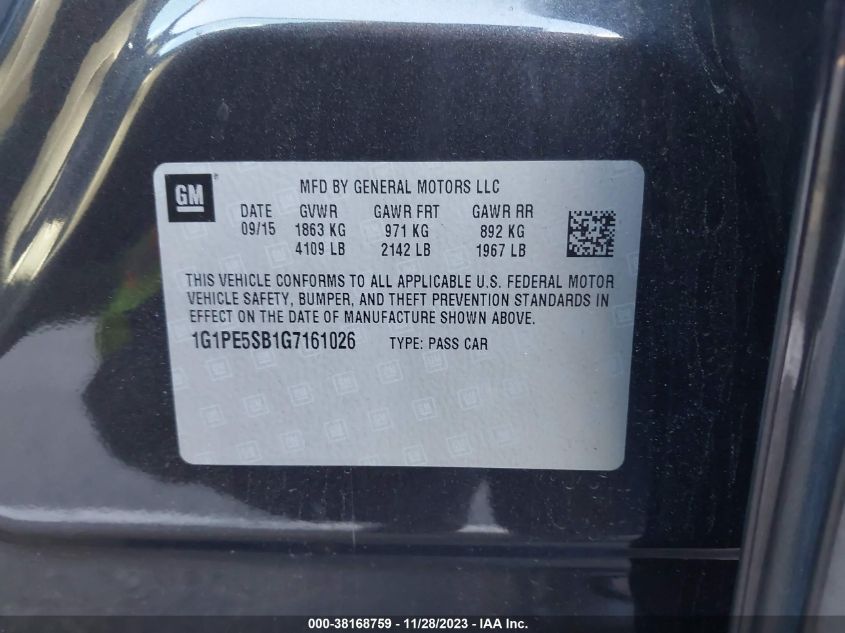 GM
MFD BY GENERAL MOTORS LLC
DATE GVWR GAWR FRT GAWR RR
09/15 1863 KG 971 KG 892 KG
4109 LB 2142 LB 1967 LB
THIS VEHICLE CONFORMS TO ALL APPLICABLE U.S. FEDERAL MOTOR
VEHICLE SAFETY, BUMPER, AND THEFT PREVENTION STANDARDS IN
EFFECT ON THE DATE OF MANUFACTURE SHOWN ABOVE.
1G1PE5SB1G7161026 TYPE: PASS CAR
000-38168759 - 11/28/2023 - IAA Inc.